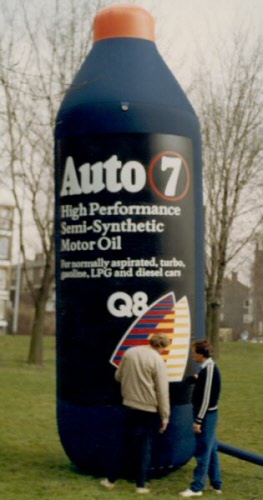 Auto 7
High Performance
Semi-Synthetic
Motor Oil
For normally aspirated, turbo,
gasoline, LPG and diesel cars
Q8